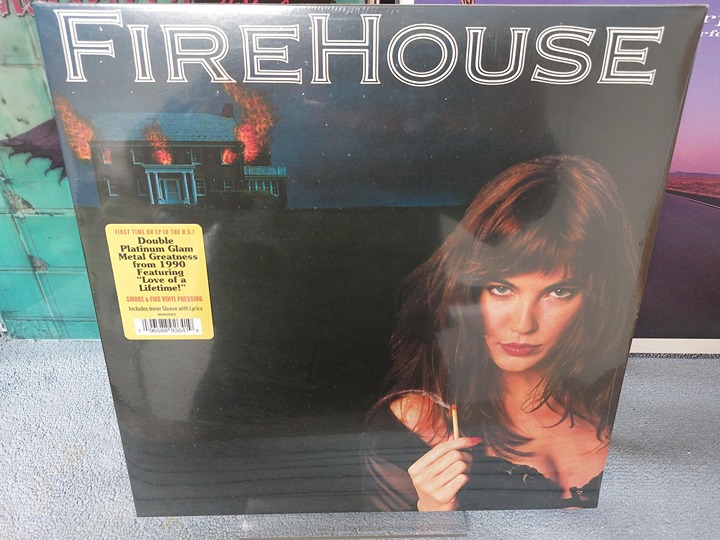 FIREHOUSE
FIRST TIME ON LP IN THE U.S.!
Double
Platinum Glam
Metal Greatness
from 1990
Featuring
"Love of a
Lifetime!"
SMOKE & FIRE VINYL PRESSING
Includes Inner Sleeve with Lyrics